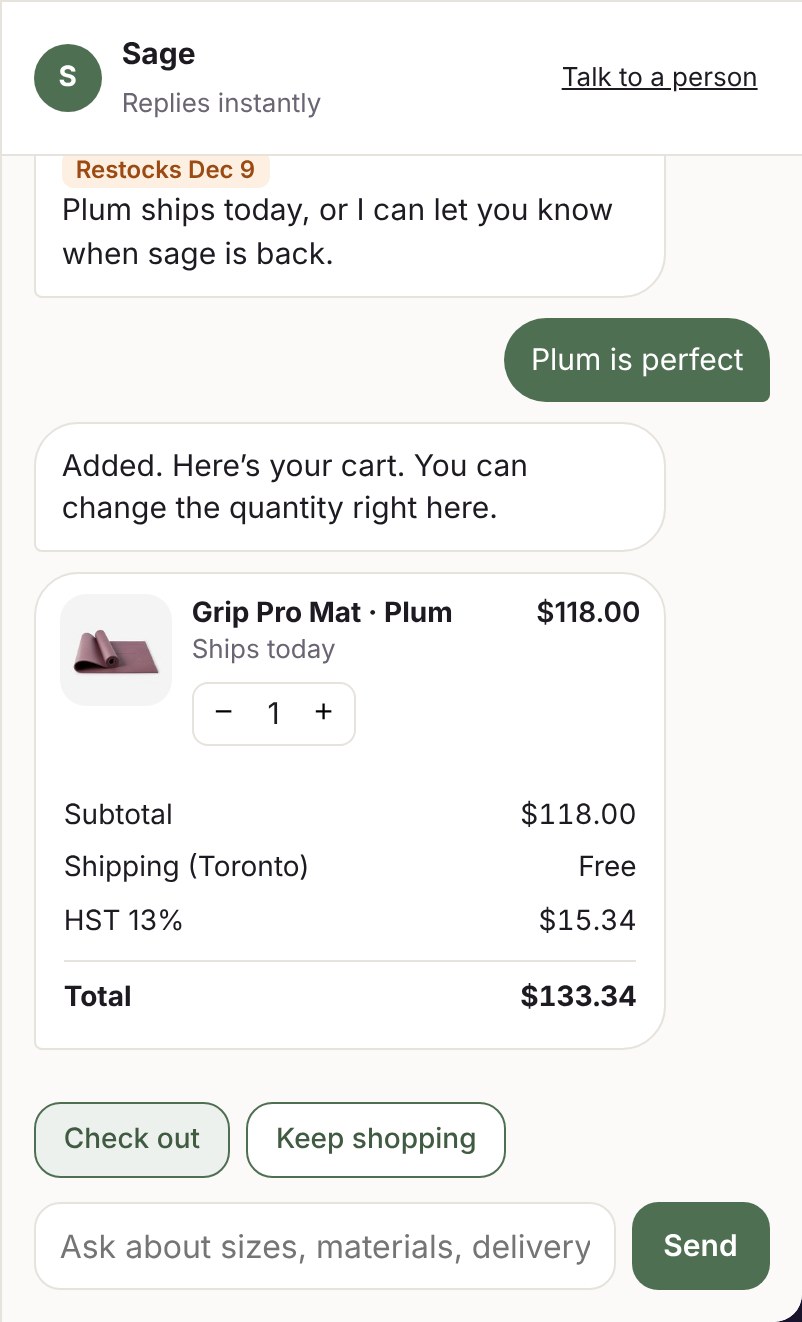 S
Sage
Replies instantly
Talk to a person
Restocks Dec 9
Plum ships today, or I can let you know
when sage is back.
Plum is perfect
Added. Here’s your cart. You can
change the quantity right here.
Grip Pro Mat · Plum
$118.00
Ships today
− 1 +
Subtotal $118.00
Shipping (Toronto) Free
HST 13% $15.34
Total $133.34
Check out
Keep shopping
Ask about sizes, materials, delivery
Send